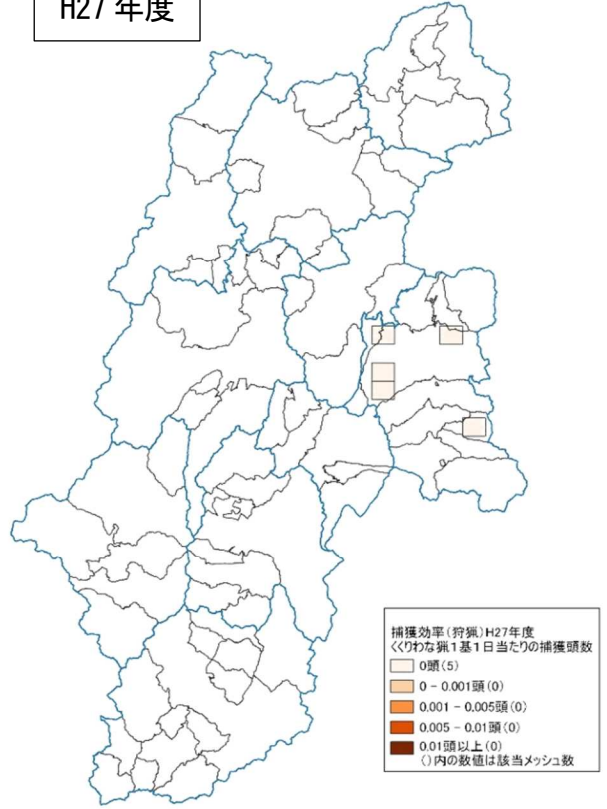 H27年度
捕獲効率(狩猟)H27年度
くくりわな猟1基1日当たりの捕獲頭数
0頭(5)
0 - 0.001頭(0)
0.001 - 0.005頭(0)
0.005 - 0.01頭(0)
0.01頭以上(0)
()内の数値は該当メッシュ数